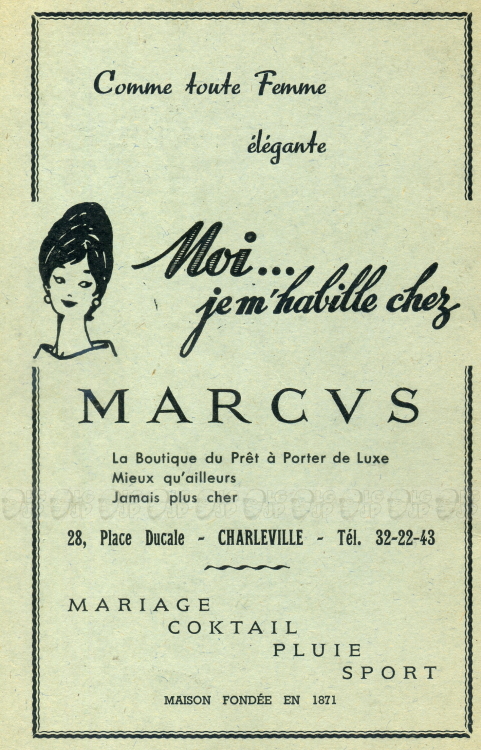 Comme toute Femme
élégante
Moi...
je m'habille chez
MARCVS
La Boutique du Prêt à Porter de Luxe
Mieux qu'ailleurs
Jamais plus cher
28, Place Ducale - CHARLEVILLE - Tél. 32-22-43
MARIAGE
COKTAIL
PLUIE
SPORT
MAISON FONDÉE EN 1871